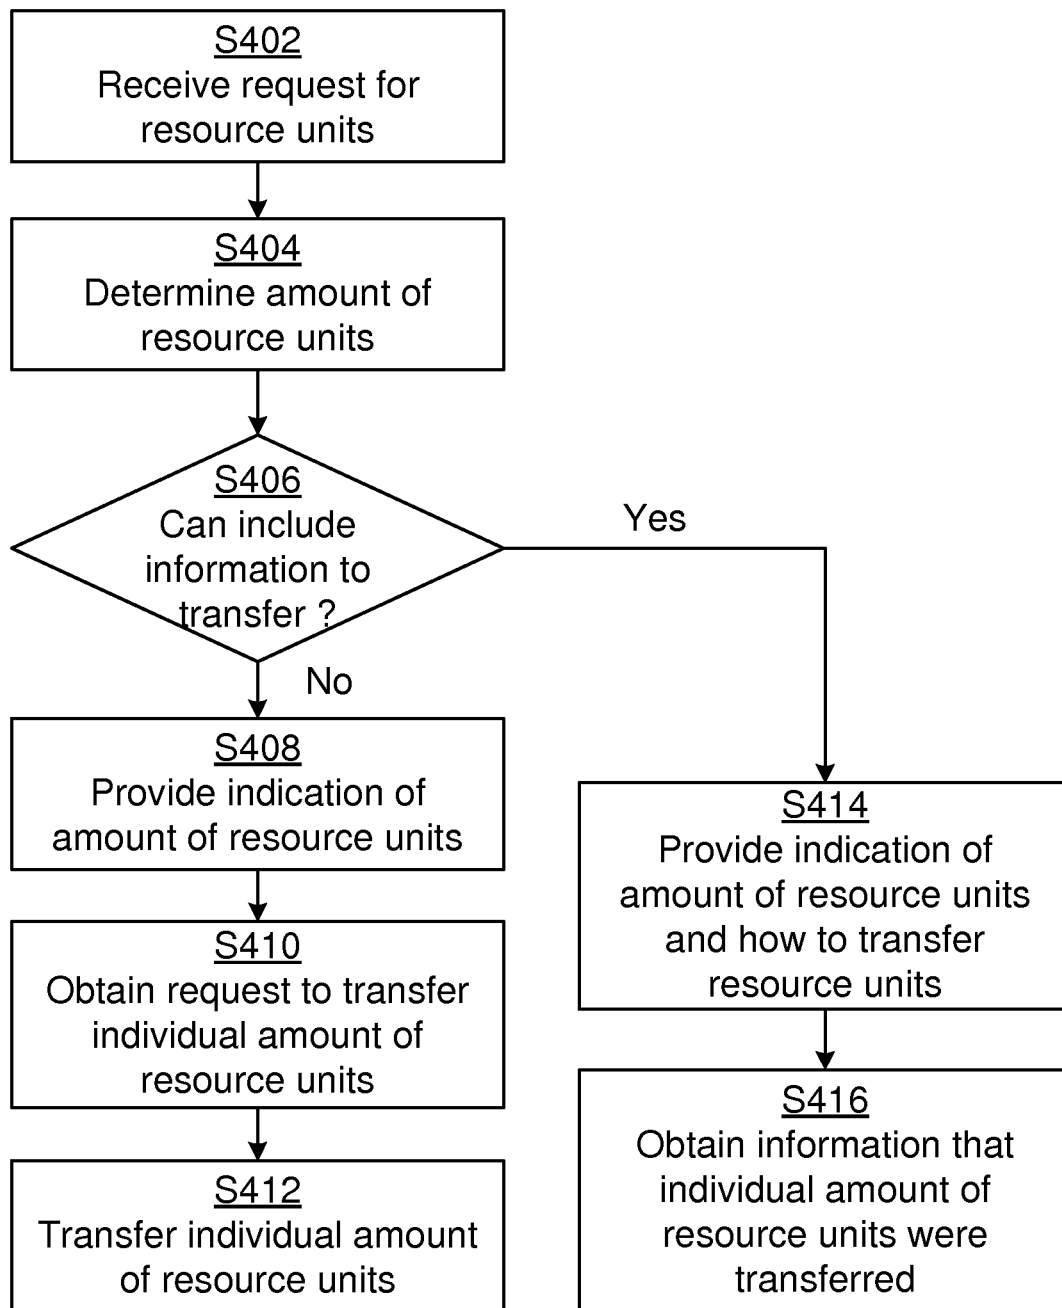 S402
Receive request for
resource units
S404
Determine amount of
resource units
S406
Can include
information to
transfer ?
Yes
No
S408
Provide indication of
amount of resource units
S410
Obtain request to transfer
individual amount of
resource units
S412
Transfer individual amount
of resource units
S414
Provide indication of
amount of resource units
and how to transfer
resource units
S416
Obtain information that
individual amount of
resource units were
transferred